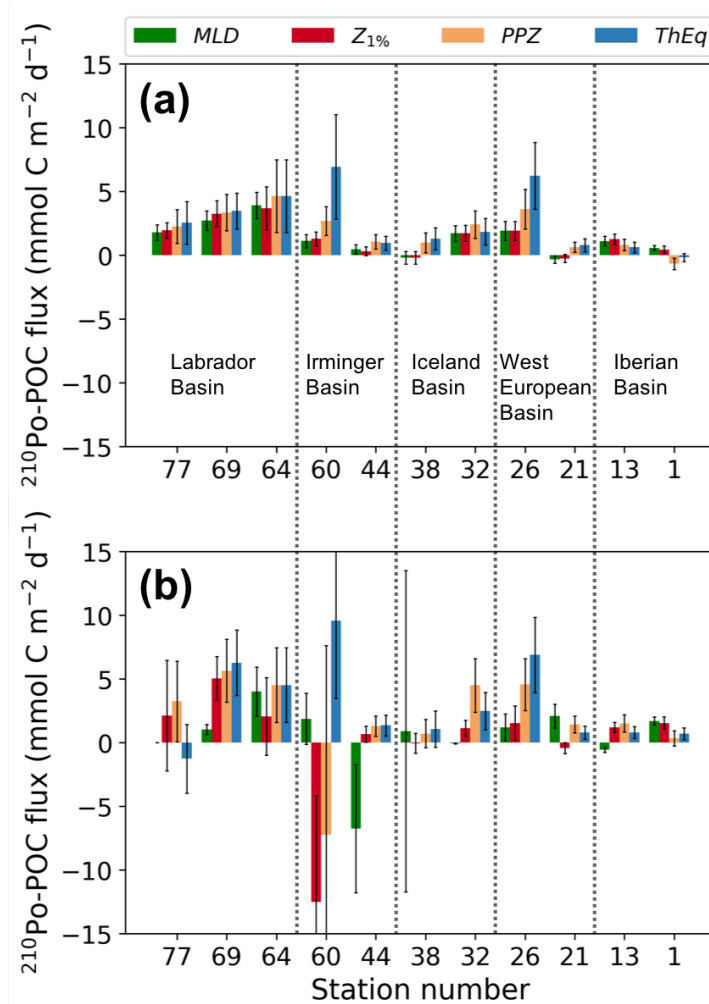 MLD Z1% PPZ ThEq
(a)
²¹⁰Po-POC flux (mmol C m⁻² d⁻¹)
15
10
5
0
−5
−10
−15
Labrador Basin
Irminger Basin
Iceland Basin
West European Basin
Iberian Basin
77 69 64 60 44 38 32 26 21 13 1
(b)
²¹⁰Po-POC flux (mmol C m⁻² d⁻¹)
15
10
5
0
−5
−10
−15
77 69 64 60 44 38 32 26 21 13 1
Station number